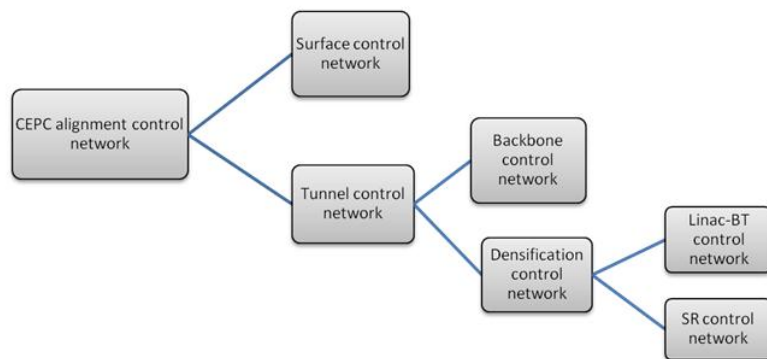 Surface control
network
CEPC alignment control
network
Tunnel control
network
Backbone
control
network
Densification
control
network
Linac-BT
control
network
SR control
network